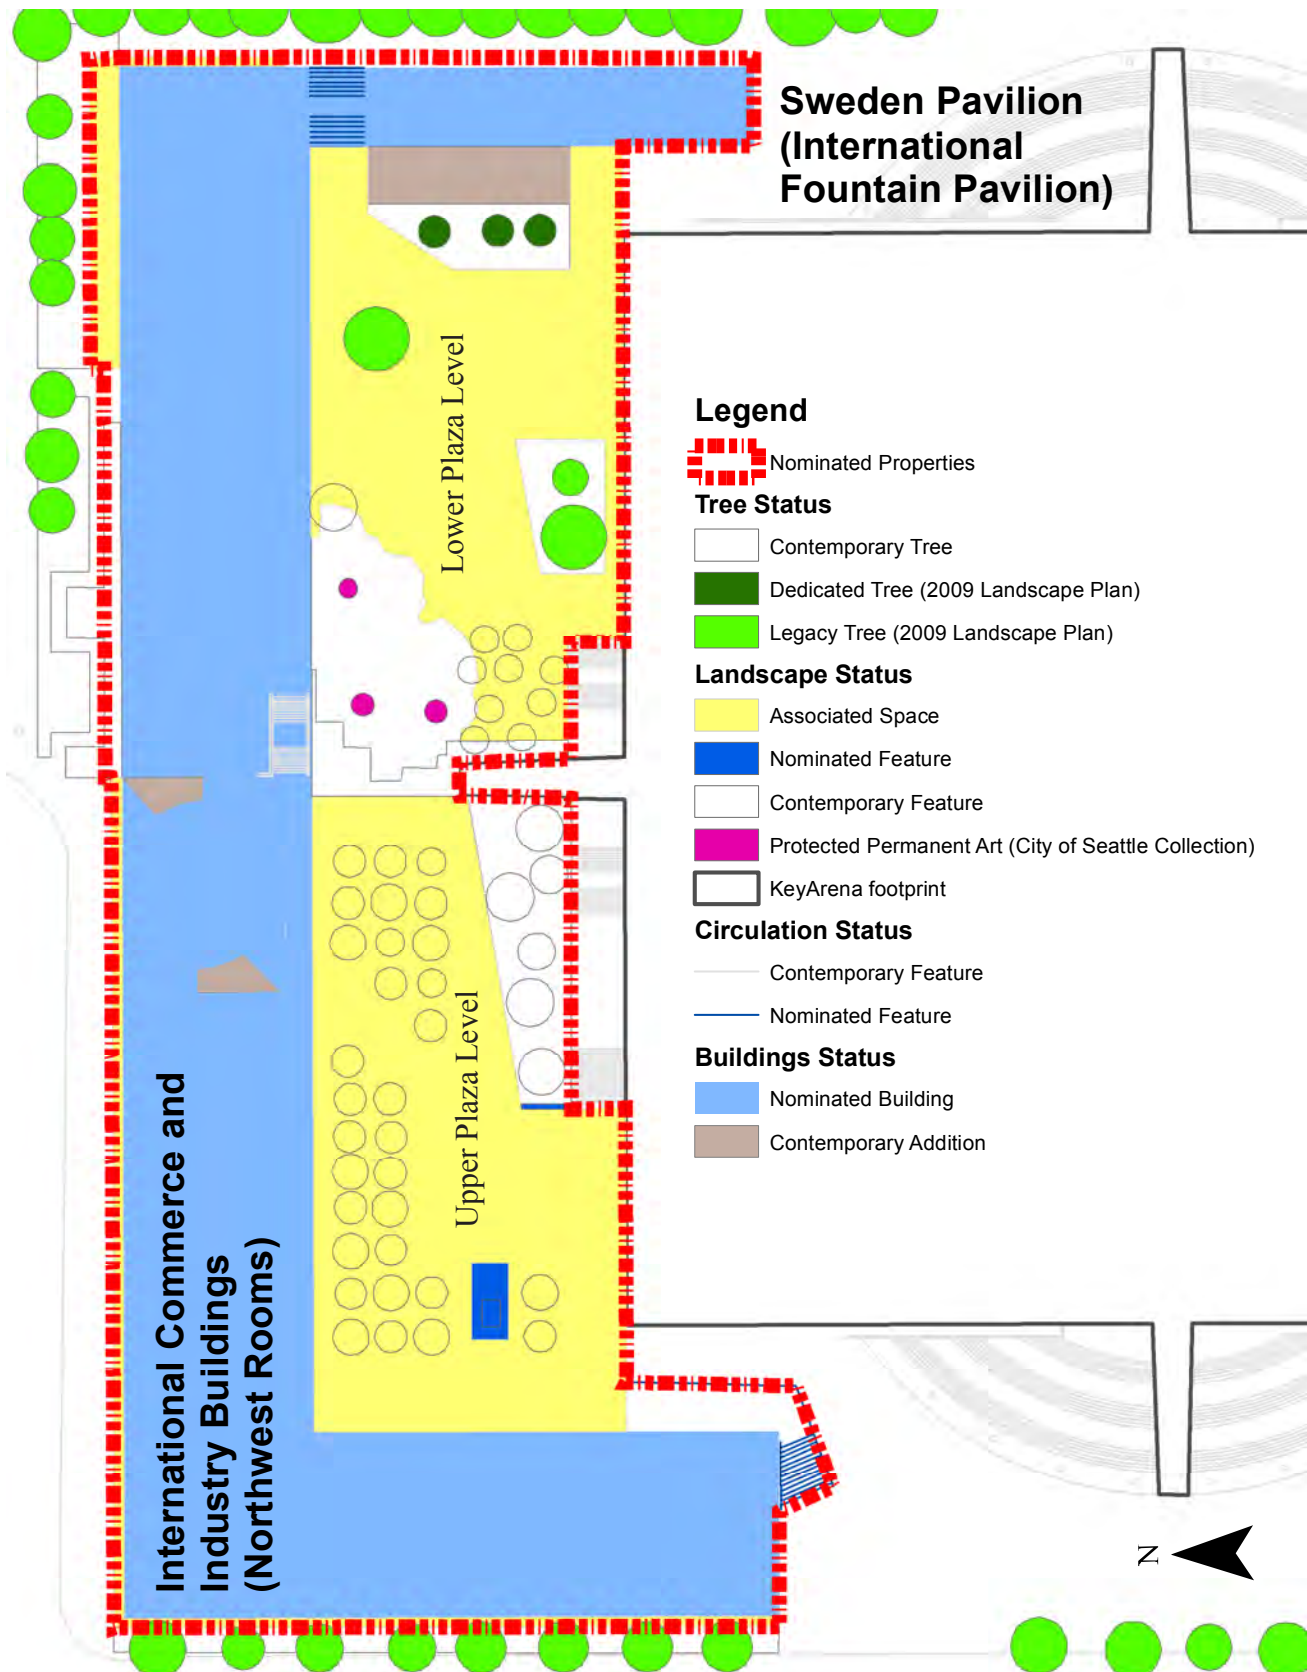 Sweden Pavilion
(International
Fountain Pavilion)
Lower Plaza Level
Legend
Nominated Properties
Tree Status
Contemporary Tree
Dedicated Tree (2009 Landscape Plan)
Legacy Tree (2009 Landscape Plan)
Landscape Status
Associated Space
Nominated Feature
Contemporary Feature
Protected Permanent Art (City of Seattle Collection)
KeyArena footprint
Circulation Status
Contemporary Feature
Nominated Feature
Buildings Status
Nominated Building
Contemporary Addition
Upper Plaza Level
International Commerce and
Industry Buildings
(Northwest Rooms)
N